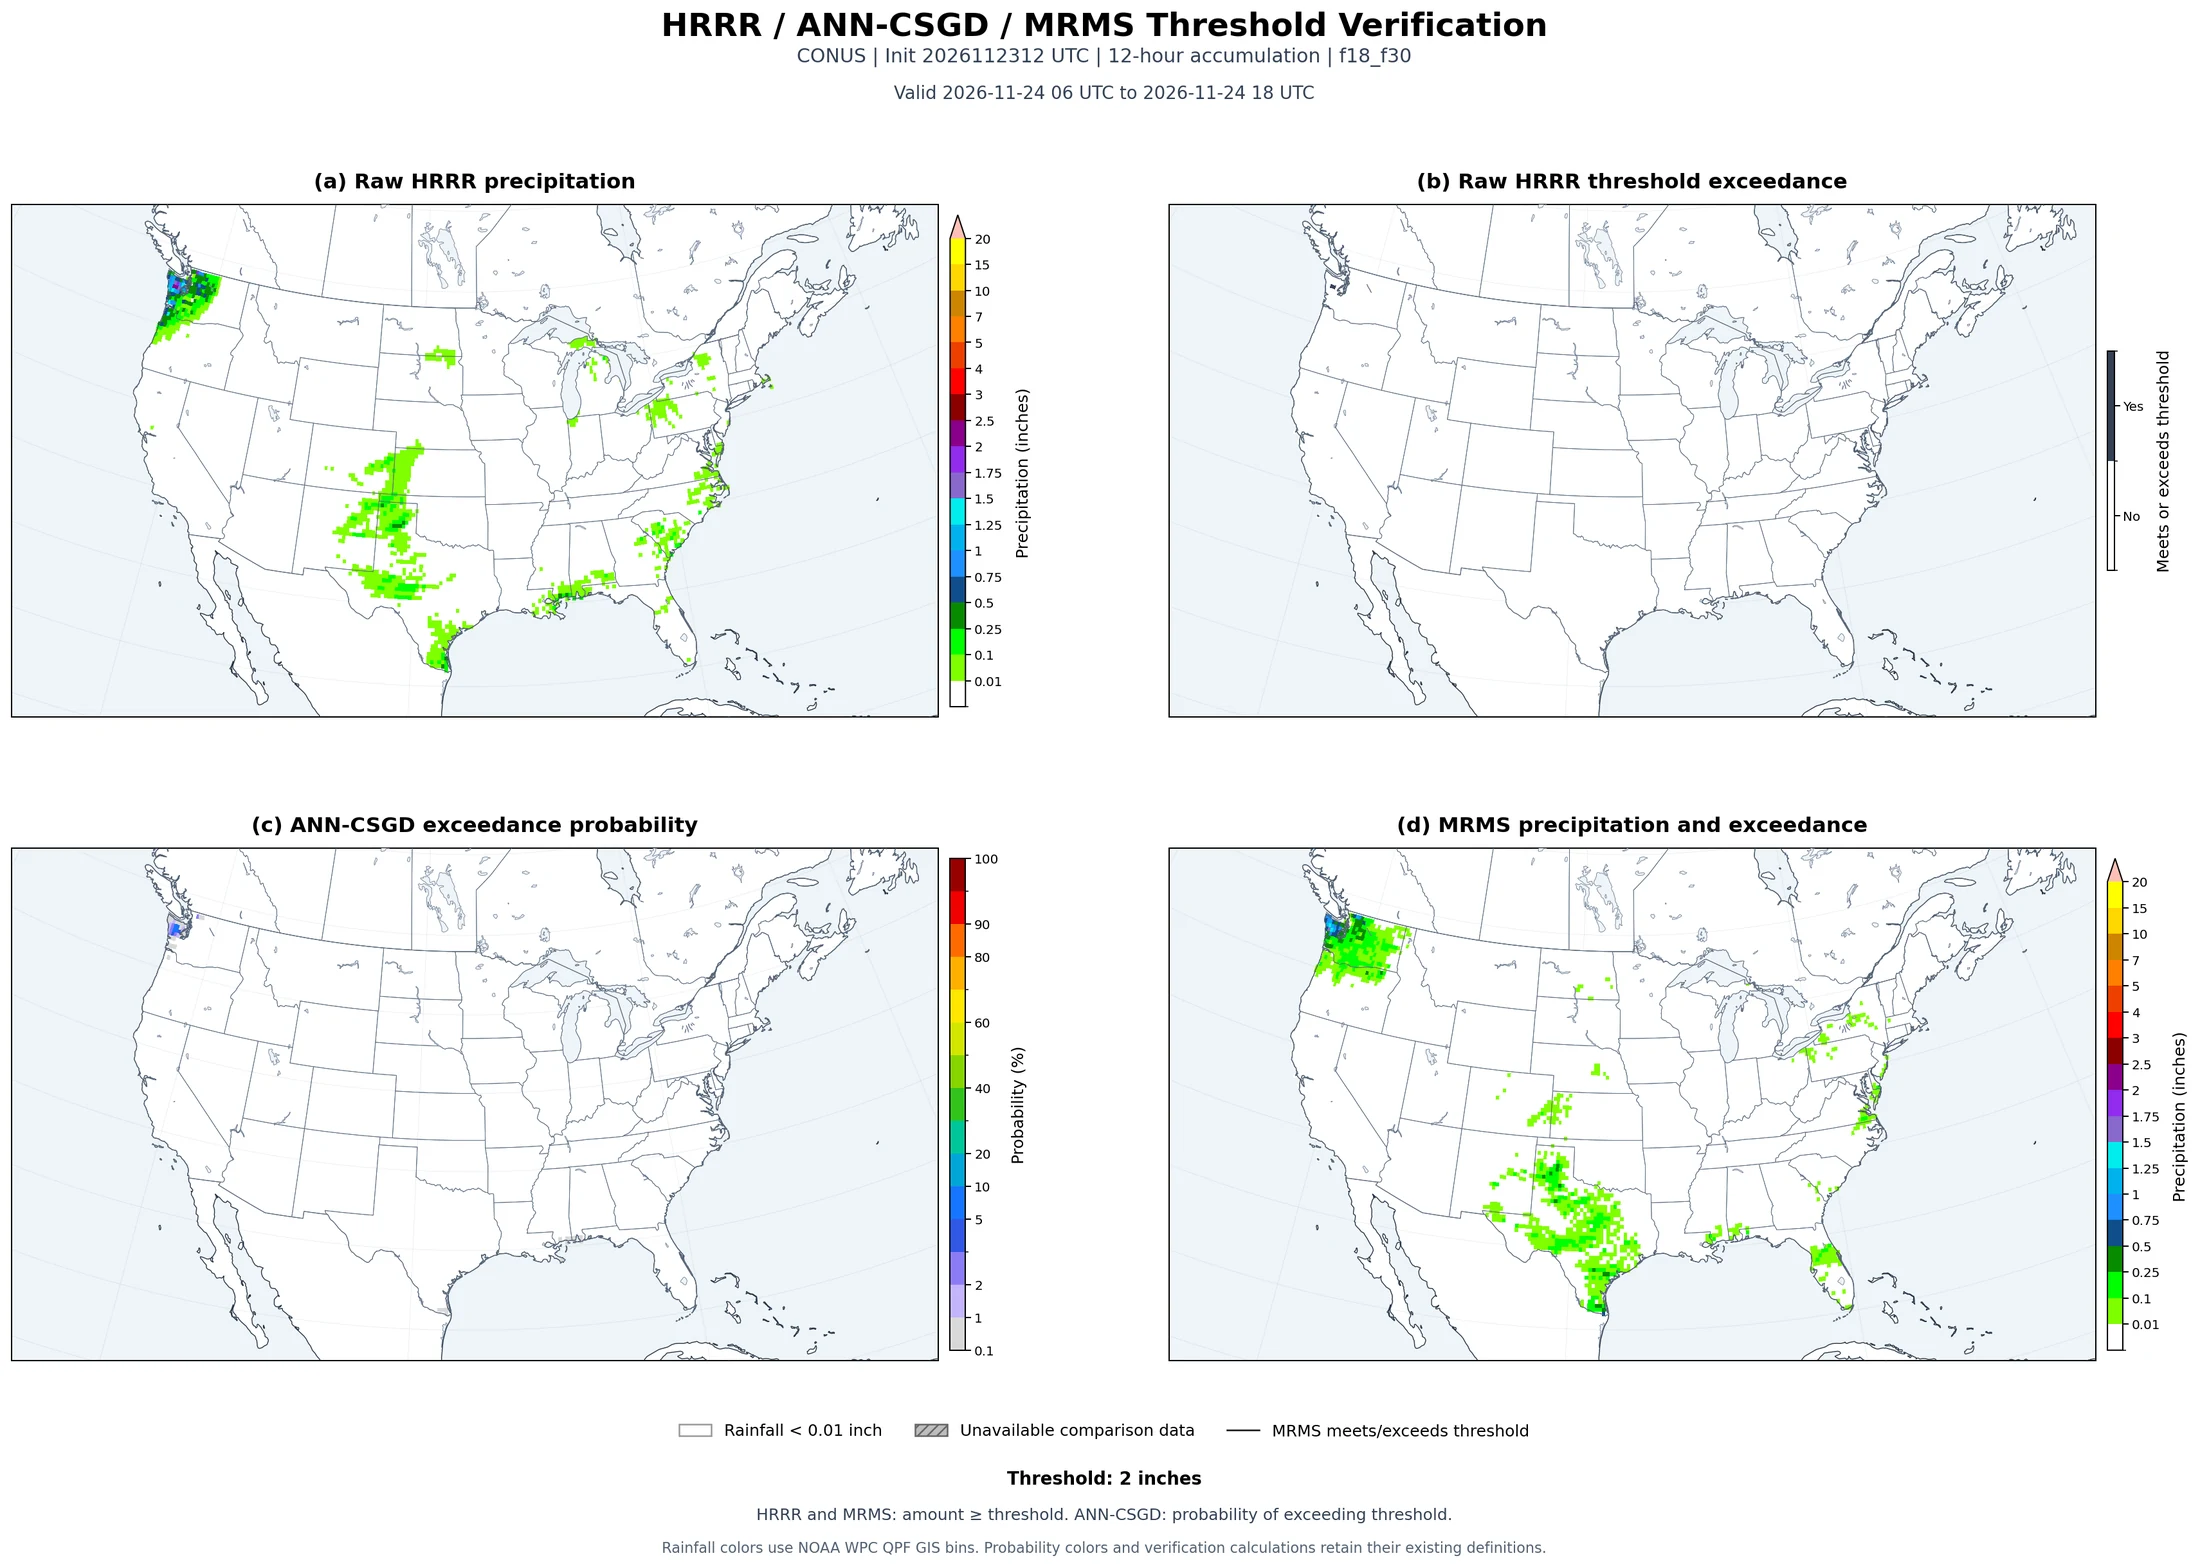 HRRR / ANN-CSGD / MRMS Threshold Verification
CONUS | Init 2026112312 UTC | 12-hour accumulation | f18_f30
Valid 2026-11-24 06 UTC to 2026-11-24 18 UTC
(a) Raw HRRR precipitation
20
15
10
7
5
4
3
2.5
2
1.75
1.5
1.25
1
0.75
0.5
0.25
0.1
0.01
Precipitation (inches)
(b) Raw HRRR threshold exceedance
Yes
No
Meets or exceeds threshold
(c) ANN-CSGD exceedance probability
100
90
80
60
40
20
10
5
2
1
0.1
Probability (%)
(d) MRMS precipitation and exceedance
20
15
10
7
5
4
3
2.5
2
1.75
1.5
1.25
1
0.75
0.5
0.25
0.1
0.01
Precipitation (inches)
Rainfall < 0.01 inch
Unavailable comparison data
MRMS meets/exceeds threshold
Threshold: 2 inches
HRRR and MRMS: amount ≥ threshold. ANN-CSGD: probability of exceeding threshold.
Rainfall colors use NOAA WPC QPF GIS bins. Probability colors and verification calculations retain their existing definitions.